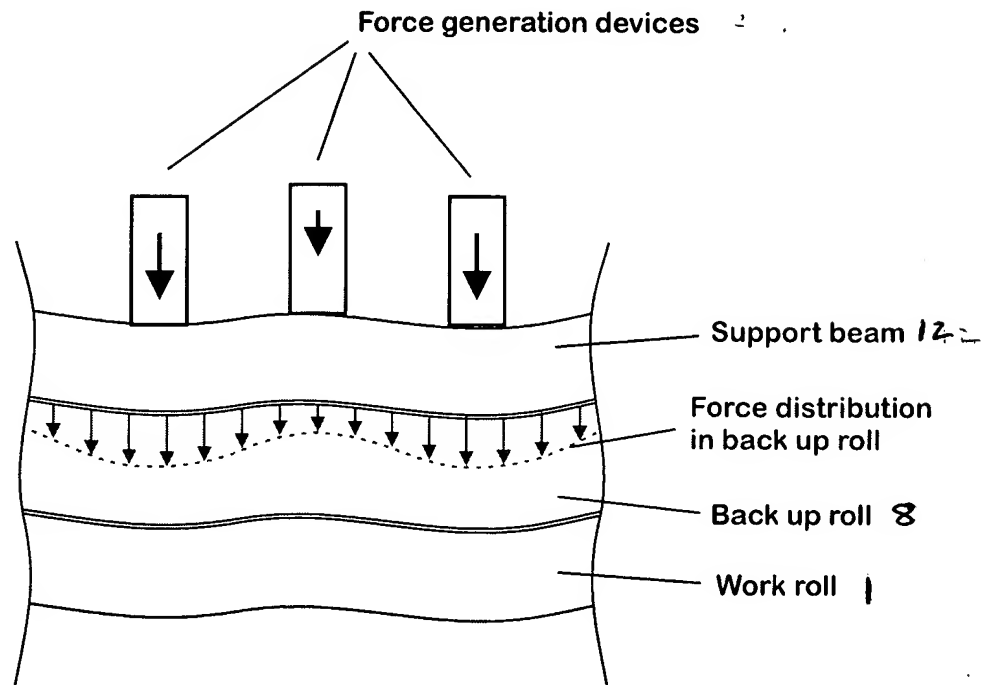 Force generation devices
Support beam 12
Force distribution
in back up roll
Back up roll 8
Work roll 1